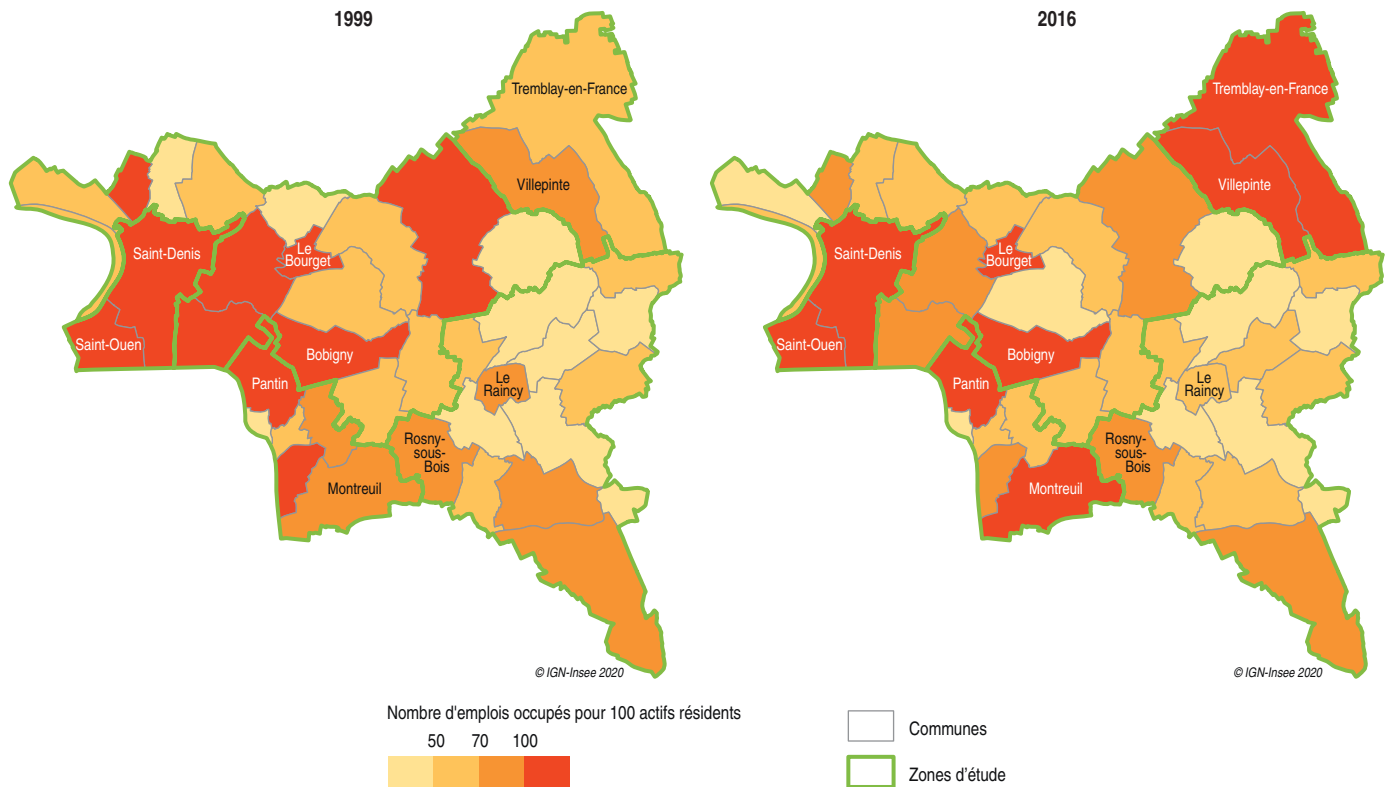 1999
Tremblay-en-France
Villepinte
Saint-Denis
Le
Bourget
Saint-Ouen
Bobigny
Pantin
Le
Raincy
Rosny-
sous-
Bois
Montreuil
© IGN-Insee 2020
2016
Tremblay-en-France
Villepinte
Saint-Denis
Le
Bourget
Saint-Ouen
Bobigny
Pantin
Le
Raincy
Rosny-
sous-
Bois
Montreuil
© IGN-Insee 2020
Nombre d'emplois occupés pour 100 actifs résidents
50 70 100
Communes
Zones d'étude